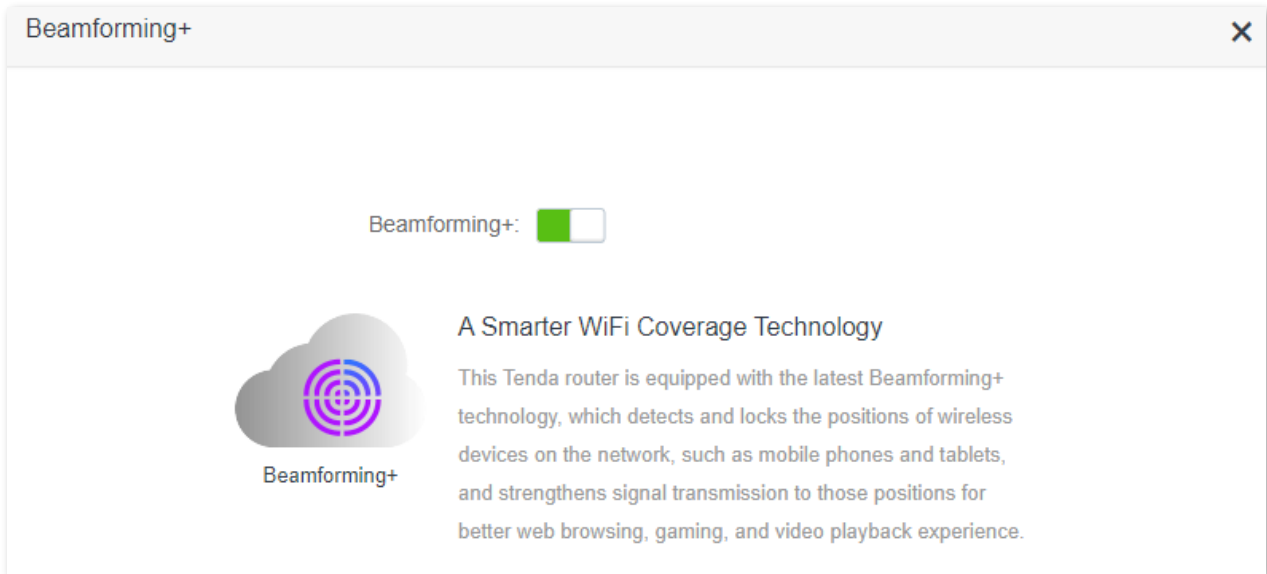 Beamforming+
Beamforming+:
A Smarter WiFi Coverage Technology
This Tenda router is equipped with the latest Beamforming+
technology, which detects and locks the positions of wireless
devices on the network, such as mobile phones and tablets,
and strengthens signal transmission to those positions for
better web browsing, gaming, and video playback experience.
Beamforming+